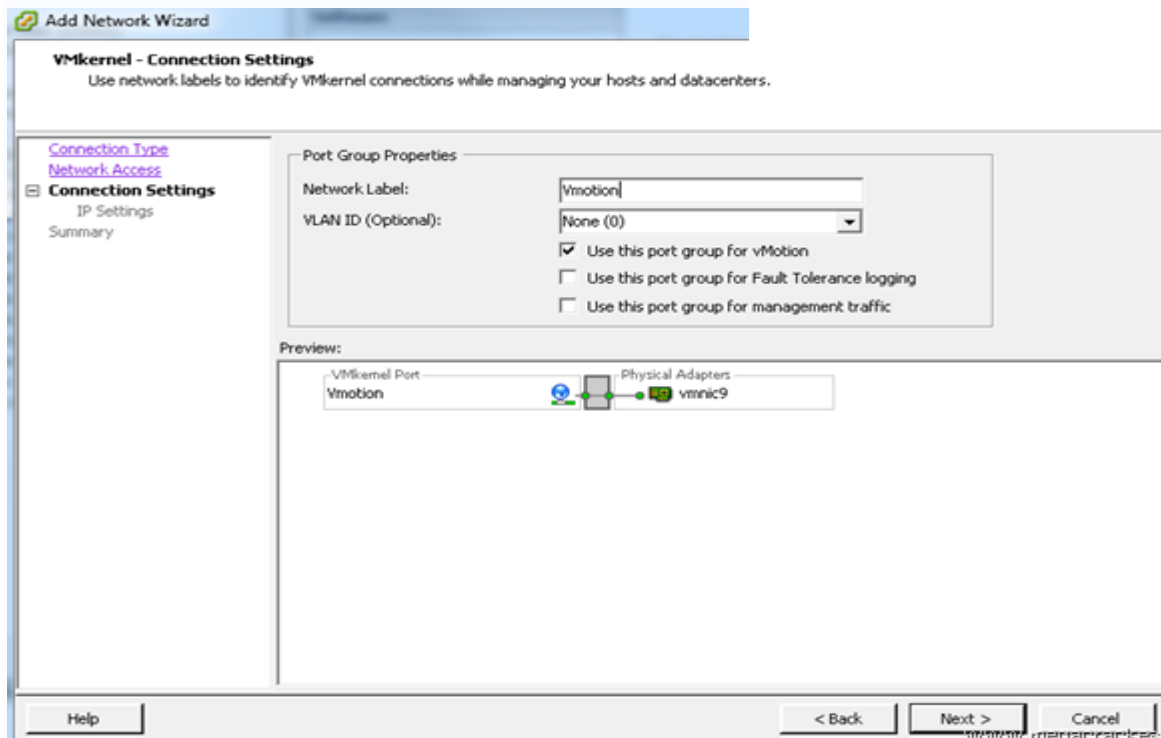 Add Network Wizard
VMkernel - Connection Settings
Use network labels to identify VMkernel connections while managing your hosts and datacenters.
Connection Type
Network Access
Connection Settings
IP Settings
Summary
Port Group Properties
Network Label: Vmotion
VLAN ID (Optional): None (0)
Use this port group for vMotion
Use this port group for Fault Tolerance logging
Use this port group for management traffic
Preview:
VMkernel Port
Vmotion
Physical Adapters
vmnic9
Help
< Back
Next >
Cancel